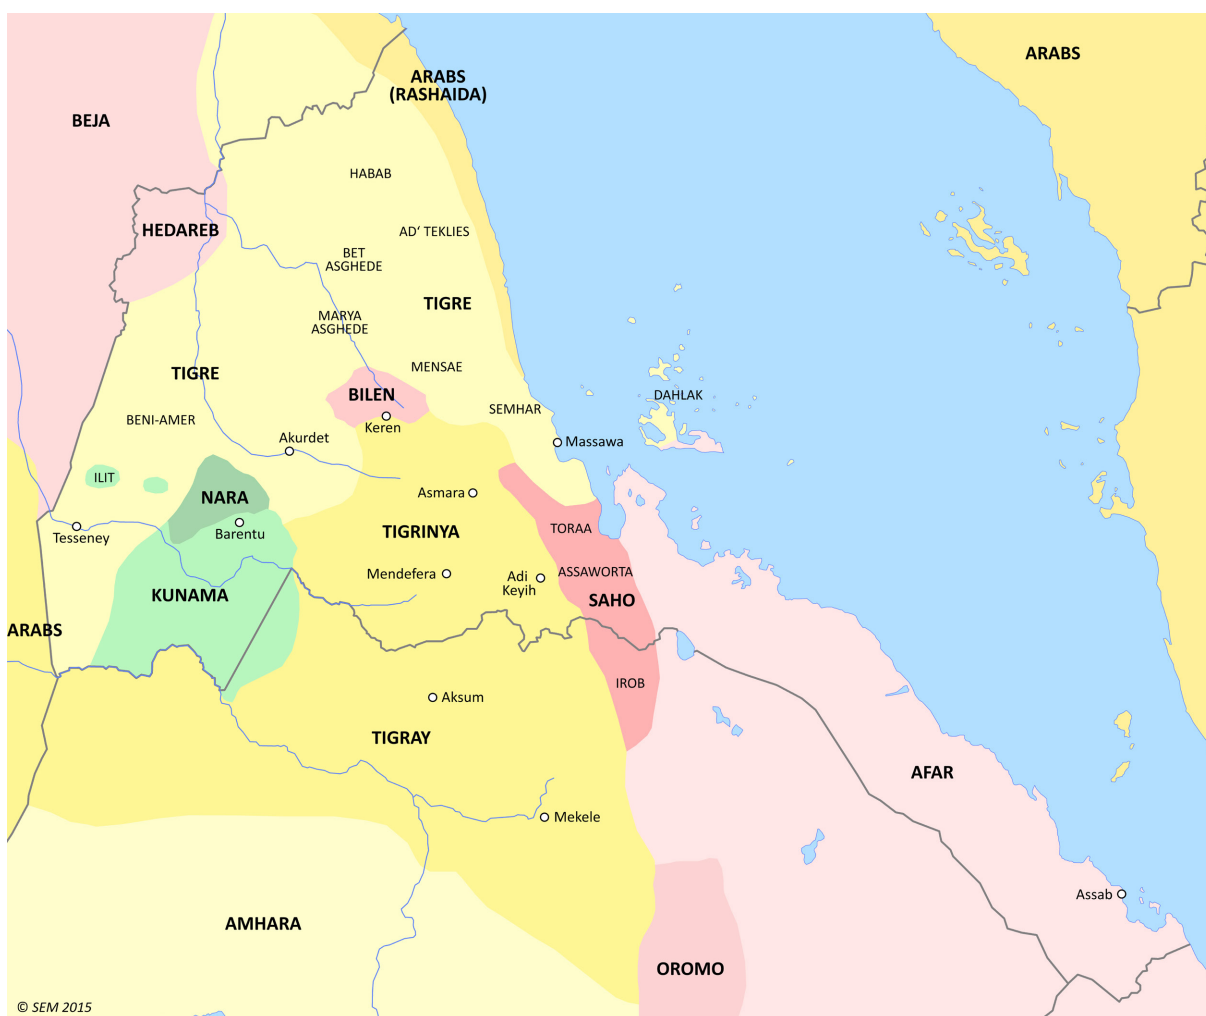 ARABS
ARABS
(RASHAIDA)
BEJA
HABAB
HEDAREB
AD‘ TEKLIES
BET
ASGHEDE
TIGRE
MARYA
ASGHEDE
MENSAE
TIGRE
BILEN
DAHLAK
SEMHAR
BENI-AMER
Keren
Akurdet
Massawa
ILIT
NARA
Asmara
TORAA
Tesseney
Barentu
TIGRINYA
Mendefera
Adi
Keyih
ASSAWORTA
KUNAMA
SAHO
ARABS
IROB
Aksum
TIGRAY
AFAR
Mekele
Assab
AMHARA
OROMO
© SEM 2015